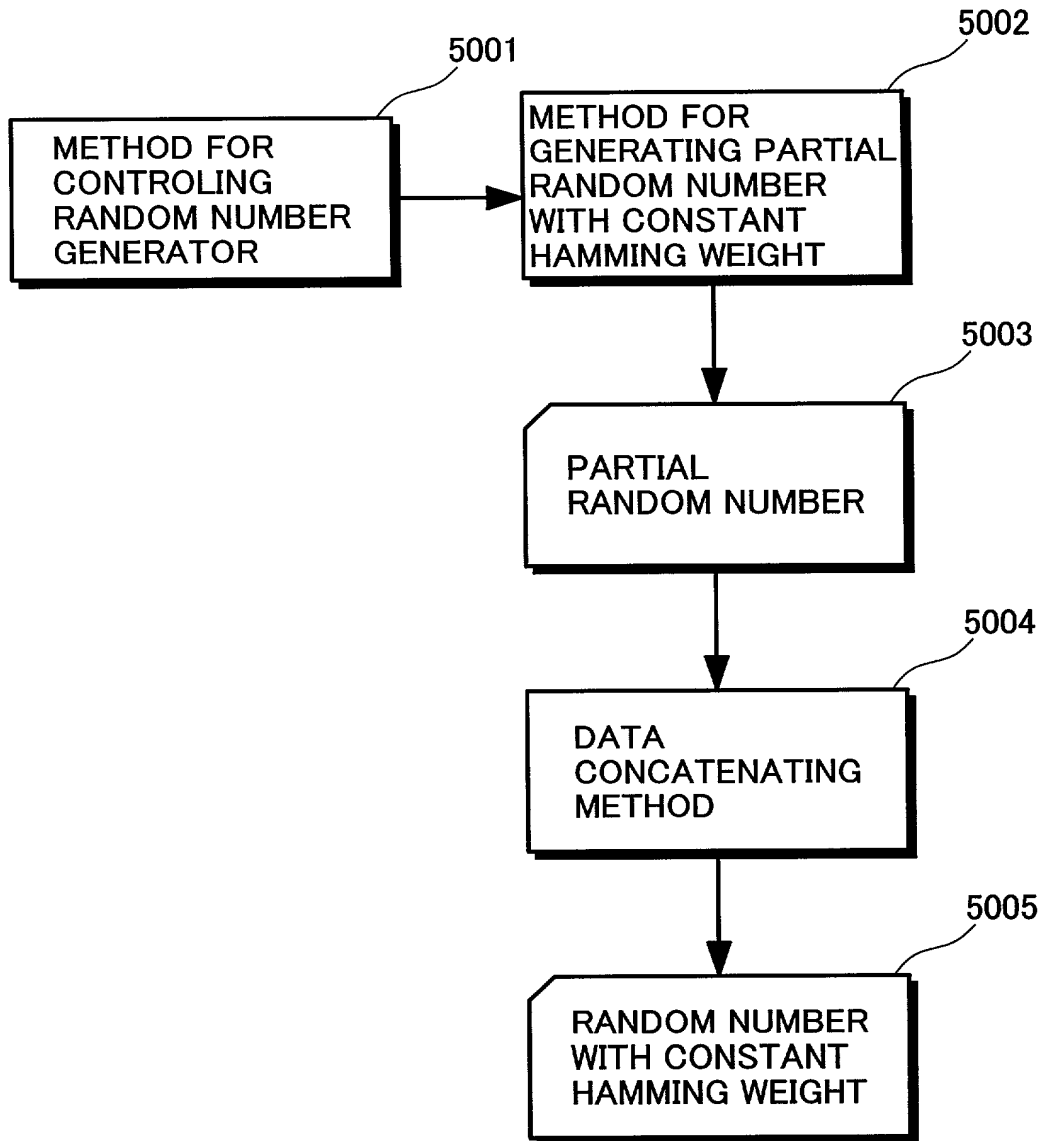 5001
METHOD FOR
CONTROLING
RANDOM NUMBER
GENERATOR
5002
METHOD FOR
GENERATING PARTIAL
RANDOM NUMBER
WITH CONSTANT
HAMMING WEIGHT
5003
PARTIAL
RANDOM NUMBER
5004
DATA
CONCATENATING
METHOD
5005
RANDOM NUMBER
WITH CONSTANT
HAMMING WEIGHT